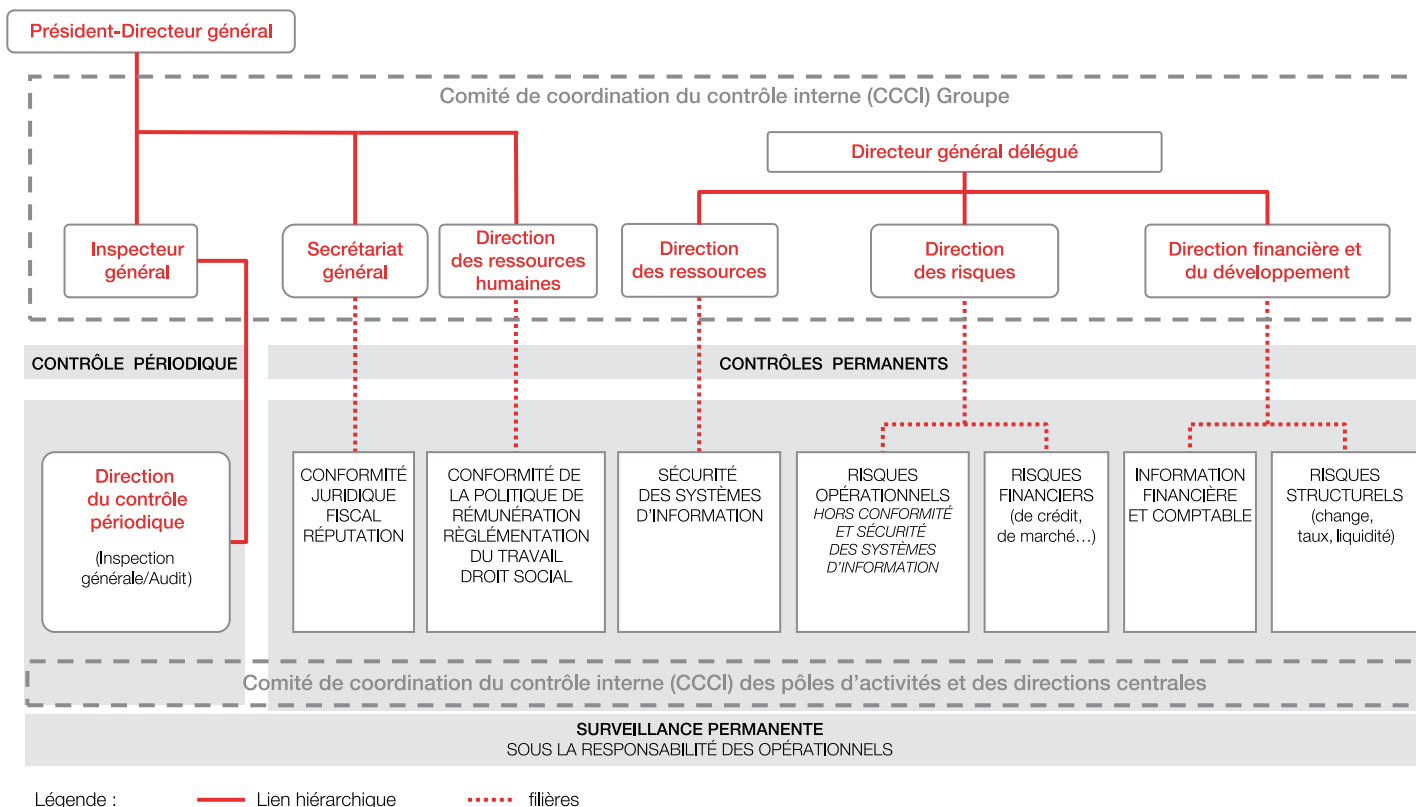 Président-Directeur général
Comité de coordination du contrôle interne (CCCI) Groupe
Directeur général délégué
Inspecteur
général
Secrétariat
général
Direction
des ressources
humaines
Direction
des ressources
Direction
des risques
Direction financière et
du développement
CONTRÔLE PÉRIODIQUE
CONTRÔLES PERMANENTS
Direction
du contrôle
périodique
(Inspection
générale/Audit)
CONFORMITÉ
JURIDIQUE
FISCAL
RÉPUTATION
CONFORMITÉ DE
LA POLITIQUE DE
RÉMUNÉRATION
RÈGLÉMENTATION
DU TRAVAIL
DROIT SOCIAL
SÉCURITÉ
DES SYSTÈMES
D'INFORMATION
RISQUES
OPÉRATIONNELS
HORS CONFORMITÉ
ET SÉCURITÉ
DES SYSTÈMES
D'INFORMATION
RISQUES
FINANCIERS
(de crédit,
de marché…)
INFORMATION
FINANCIÈRE
ET COMPTABLE
RISQUES
STRUCTURELS
(change,
taux, liquidité)
Comité de coordination du contrôle interne (CCCI) des pôles d'activités et des directions centrales
SURVEILLANCE PERMANENTE
SOUS LA RESPONSABILITÉ DES OPÉRATIONNELS
Légende : Lien hiérarchique filières